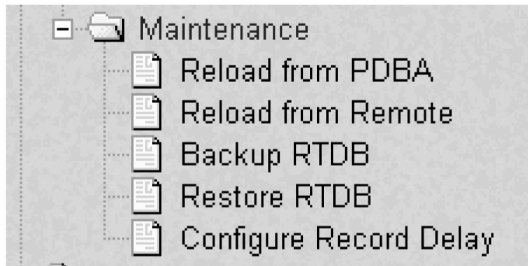 Maintenance
Reload from PDBA
Reload from Remote
Backup RTDB
Restore RTDB
Configure Record Delay